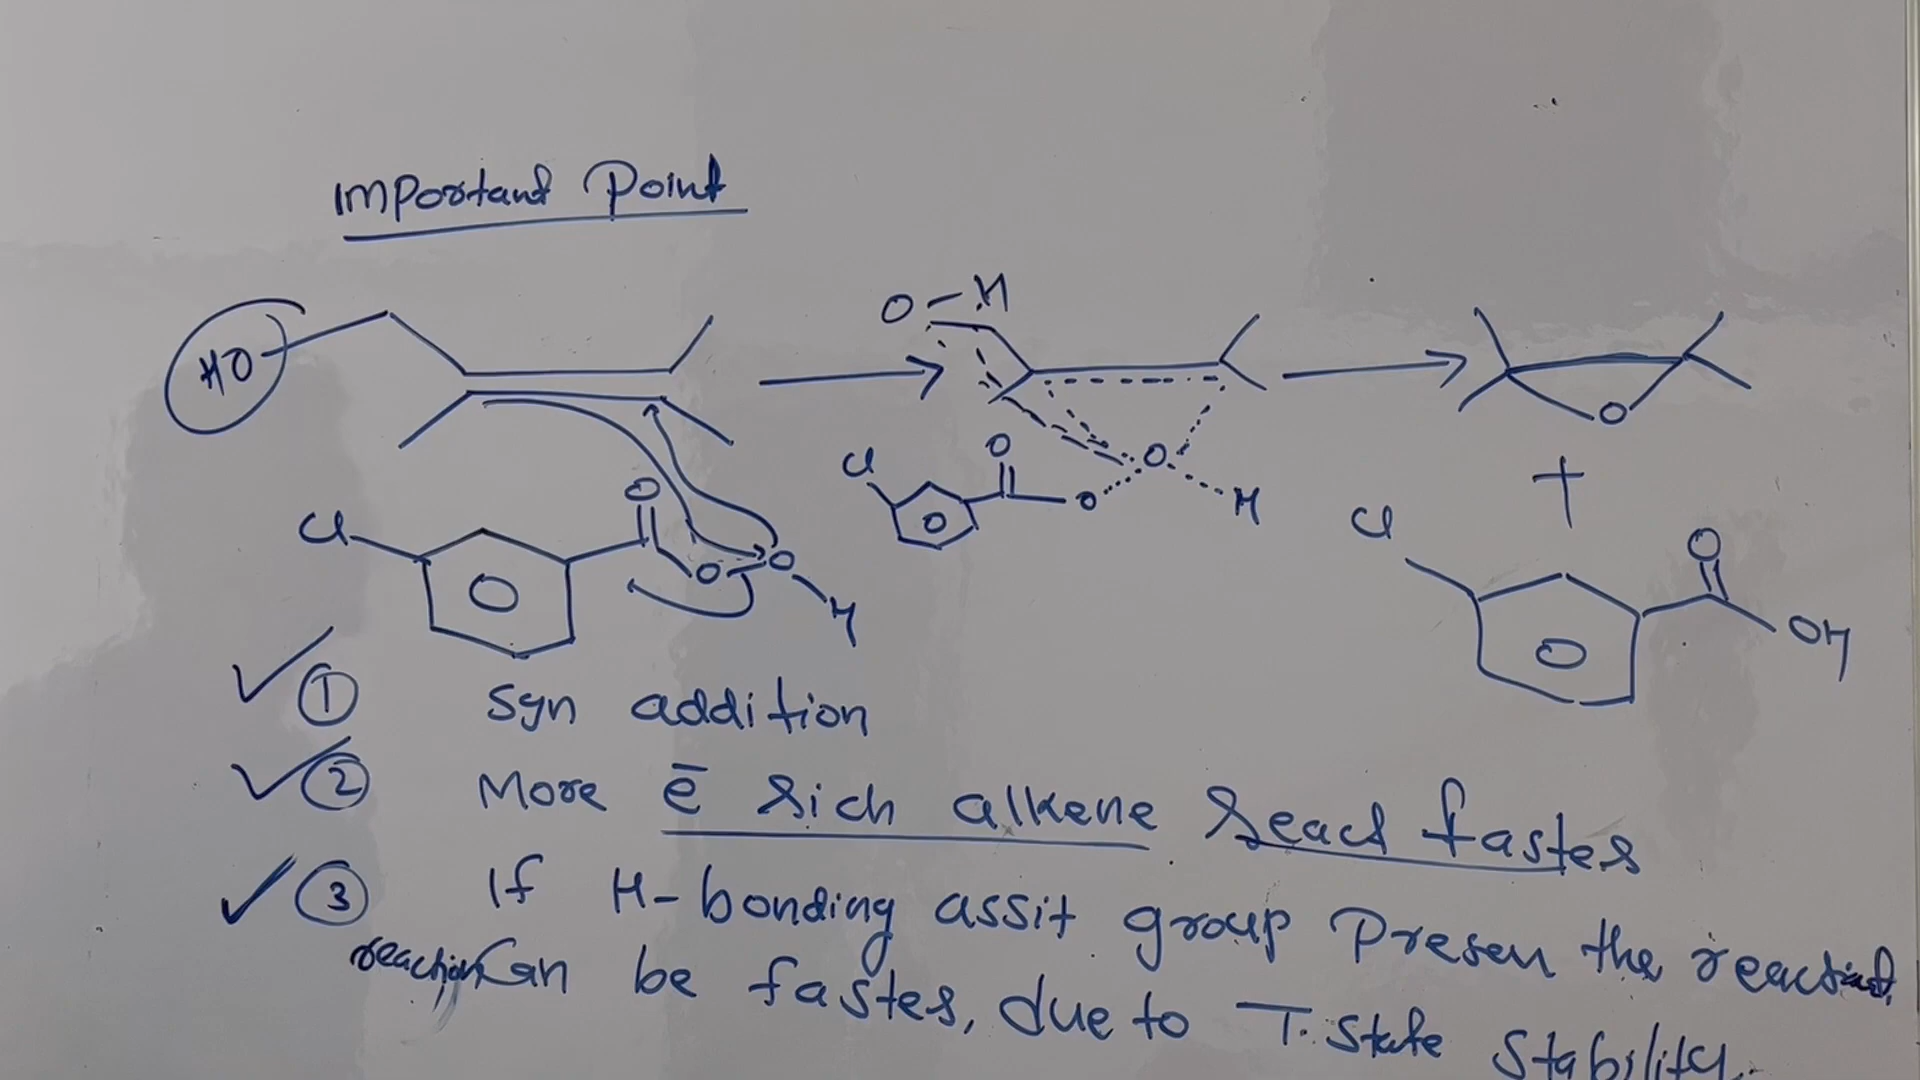 Important Point
HO
O-H
O
Cl
O
O
H
Cl
O
O
O
H
O
+
Cl
O
OH
① Syn addition
② More e̅ rich alkene react faster
③ If H-bonding assit group Presen the reactant,
reaction Can be faster, due to T. State Stability.